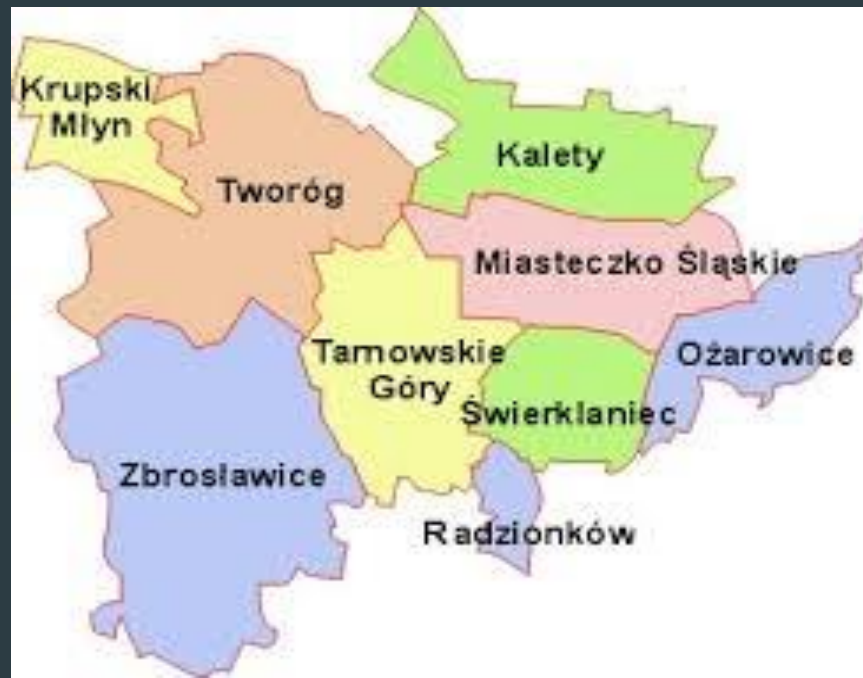 Krupski
Młyn
Kalety
Tworóg
Miasteczko Śląskie
Tarnowskie
Góry
Ożarowice
Świerklaniec
Zbrosławice
Radzionków